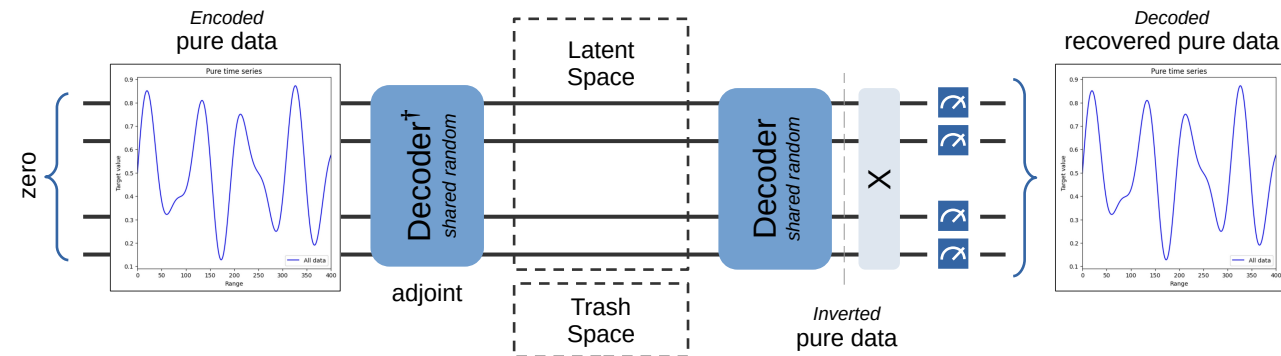 Encoded
pure data
Pure time series
Target value
0.9
0.8
0.7
0.6
0.5
0.4
0.3
0.2
0.1
0 50 100 150 200 250 300 350 400
Range
All data
zero
Decoder†
shared random
adjoint
Latent
Space
Trash
Space
Decoder
shared random
Inverted
pure data
X
Decoded
recovered pure data
Pure time series
Target value
0.9
0.8
0.7
0.6
0.5
0.4
0.3
0.2
0.1
0 50 100 150 200 250 300 350 400
Range
All data